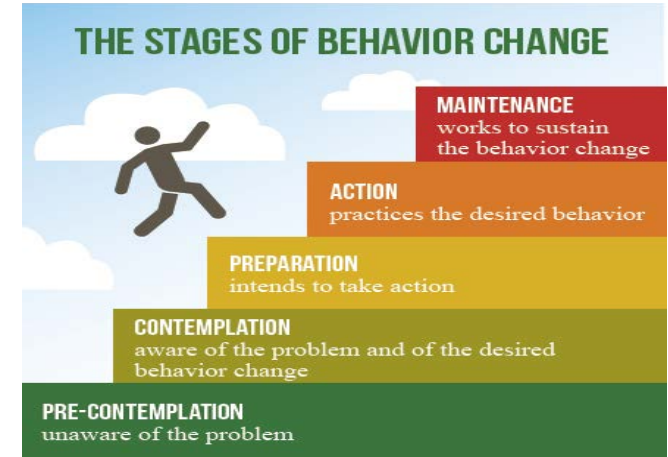 THE STAGES OF BEHAVIOR CHANGE
MAINTENANCE
works to sustain
the behavior change
ACTION
practices the desired behavior
PREPARATION
intends to take action
CONTEMPLATION
aware of the problem and of the desired
behavior change
PRE-CONTEMPLATION
unaware of the problem